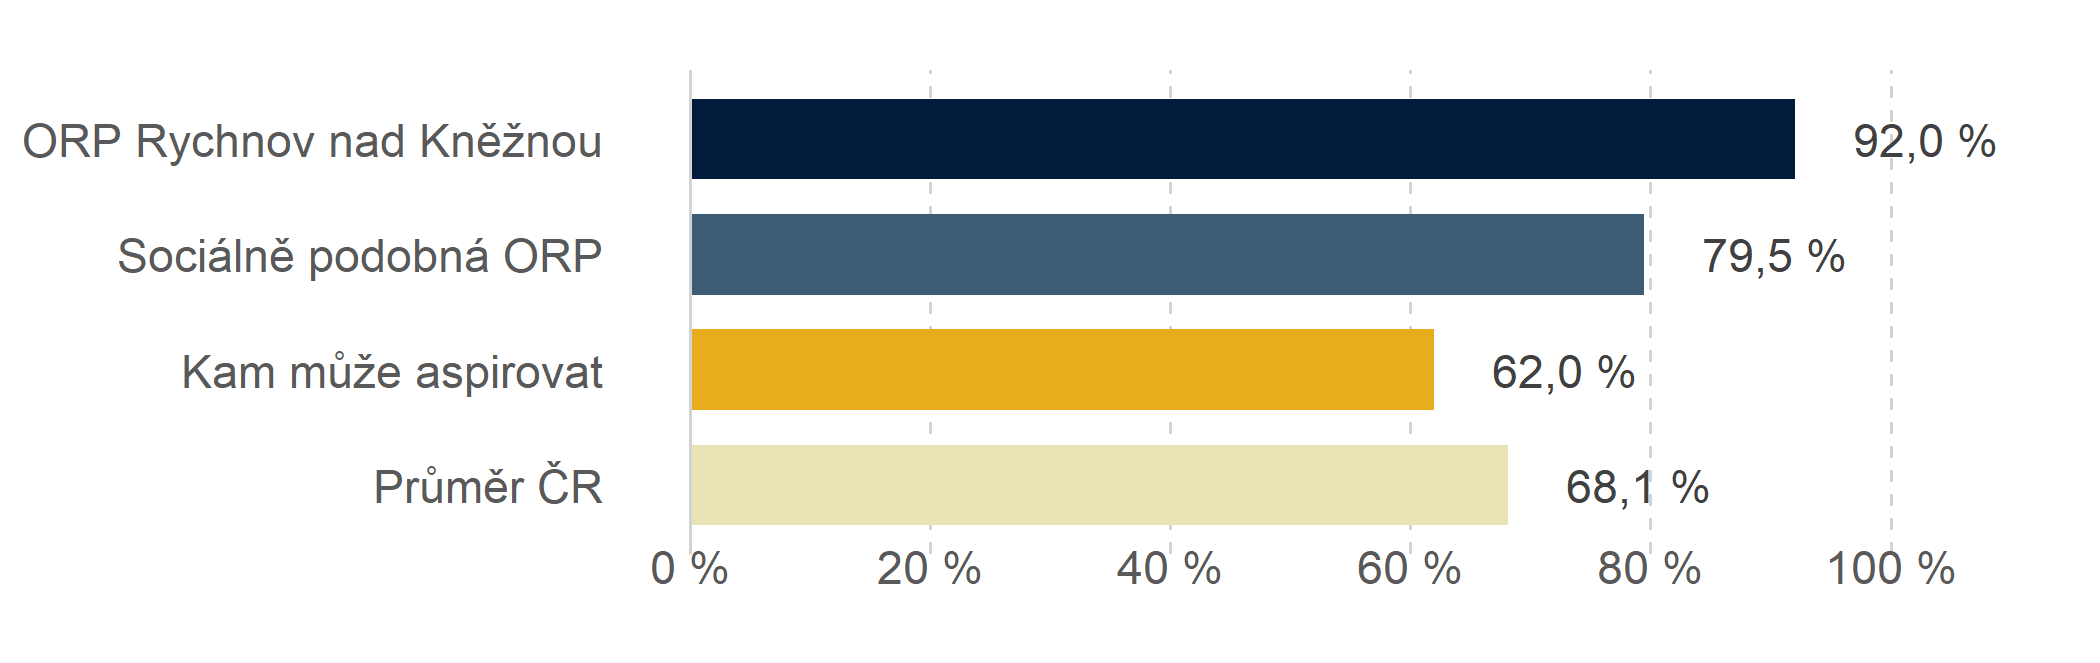 ORP Rychnov nad Kněžnou
92,0 %
Sociálně podobná ORP
79,5 %
Kam může aspirovat
62,0 %
Průměr ČR
68,1 %
0 %
20 %
40 %
60 %
80 %
100 %